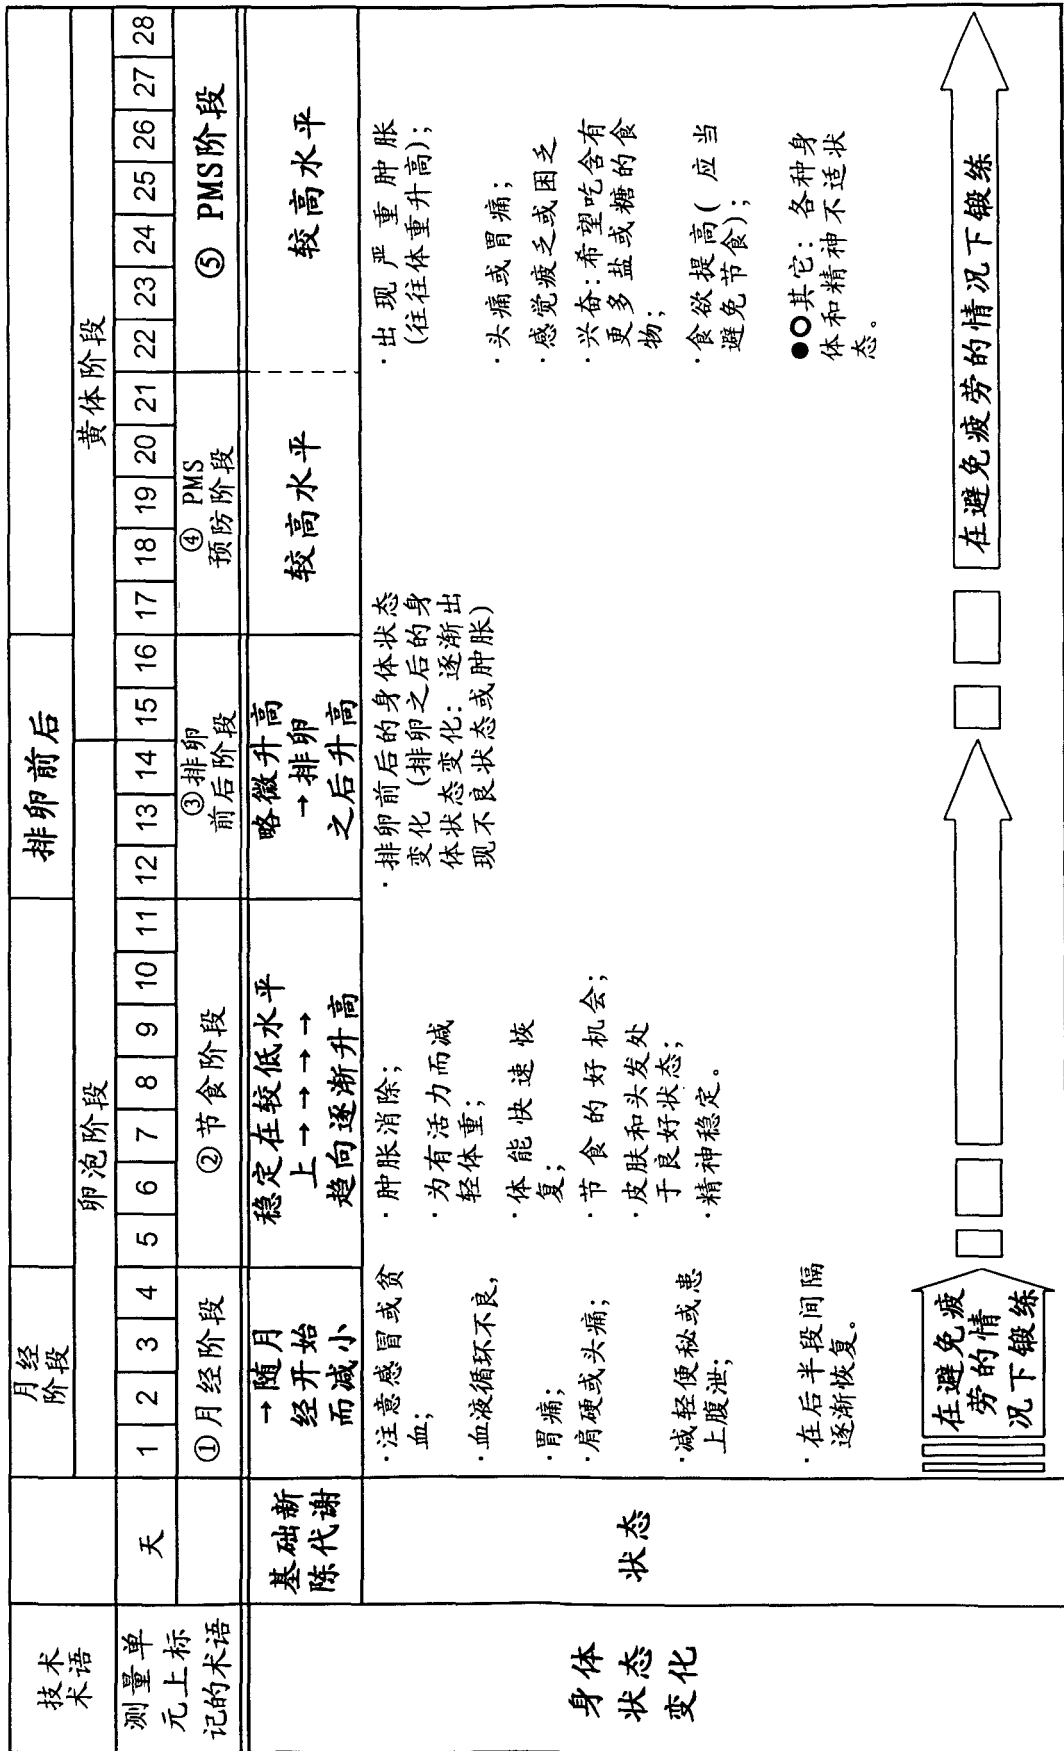 技术
术语
月经
阶段
排卵前后
卵泡阶段
黄体阶段
测量单
元上标
记的术语
天
1 2 3 4 5 6 7 8 9 10 11 12 13 14 15 16 17 18 19 20 21 22 23 24 25 26 27 28
①月经阶段
②节食阶段
③排卵
前后阶段
④ PMS
预防阶段
⑤ PMS阶段
身体
状态
变化
基础新
陈代谢
→随月
经开始
而减小
稳定在较低水平
上→→→→
趋向逐渐升高
略微升高
→排卵
之后升高
较高水平
较高水平
状态
·注意感冒或贫
血;
·血液循环不良,
·胃痛;
·肩硬或头痛;
·减轻便秘或患
上腹泄;
·在后半段间隔
逐渐恢复。
·肿胀消除;
·为有活力而减
轻体重;
·体能快速恢
复;
·节食的好机会;
·皮肤和头发处
于良好状态;
·精神稳定。
·排卵前后的身体状态
变化(排卵之后的身
体状态变化:逐渐出
现不良状态或肿胀)
·出现严重肿胀
(往往体重升高);
·头痛或胃痛;
·感觉疲乏或困乏
·兴奋:希望吃含有
更多盐或糖的食
物;
·食欲提高(应当
避免节食);
●○其它:各种身
体和精神不适状
态。
在避免疲
劳的情
况下锻练
在避免疲劳的情况下锻练